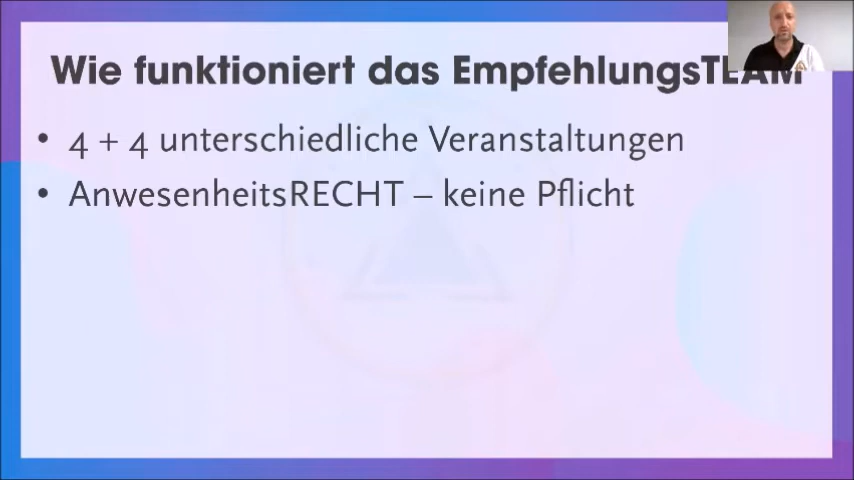 Wie funktioniert das EmpfehlungsTEAM
• 4 + 4 unterschiedliche Veranstaltungen
• AnwesenheitsRECHT – keine Pflicht